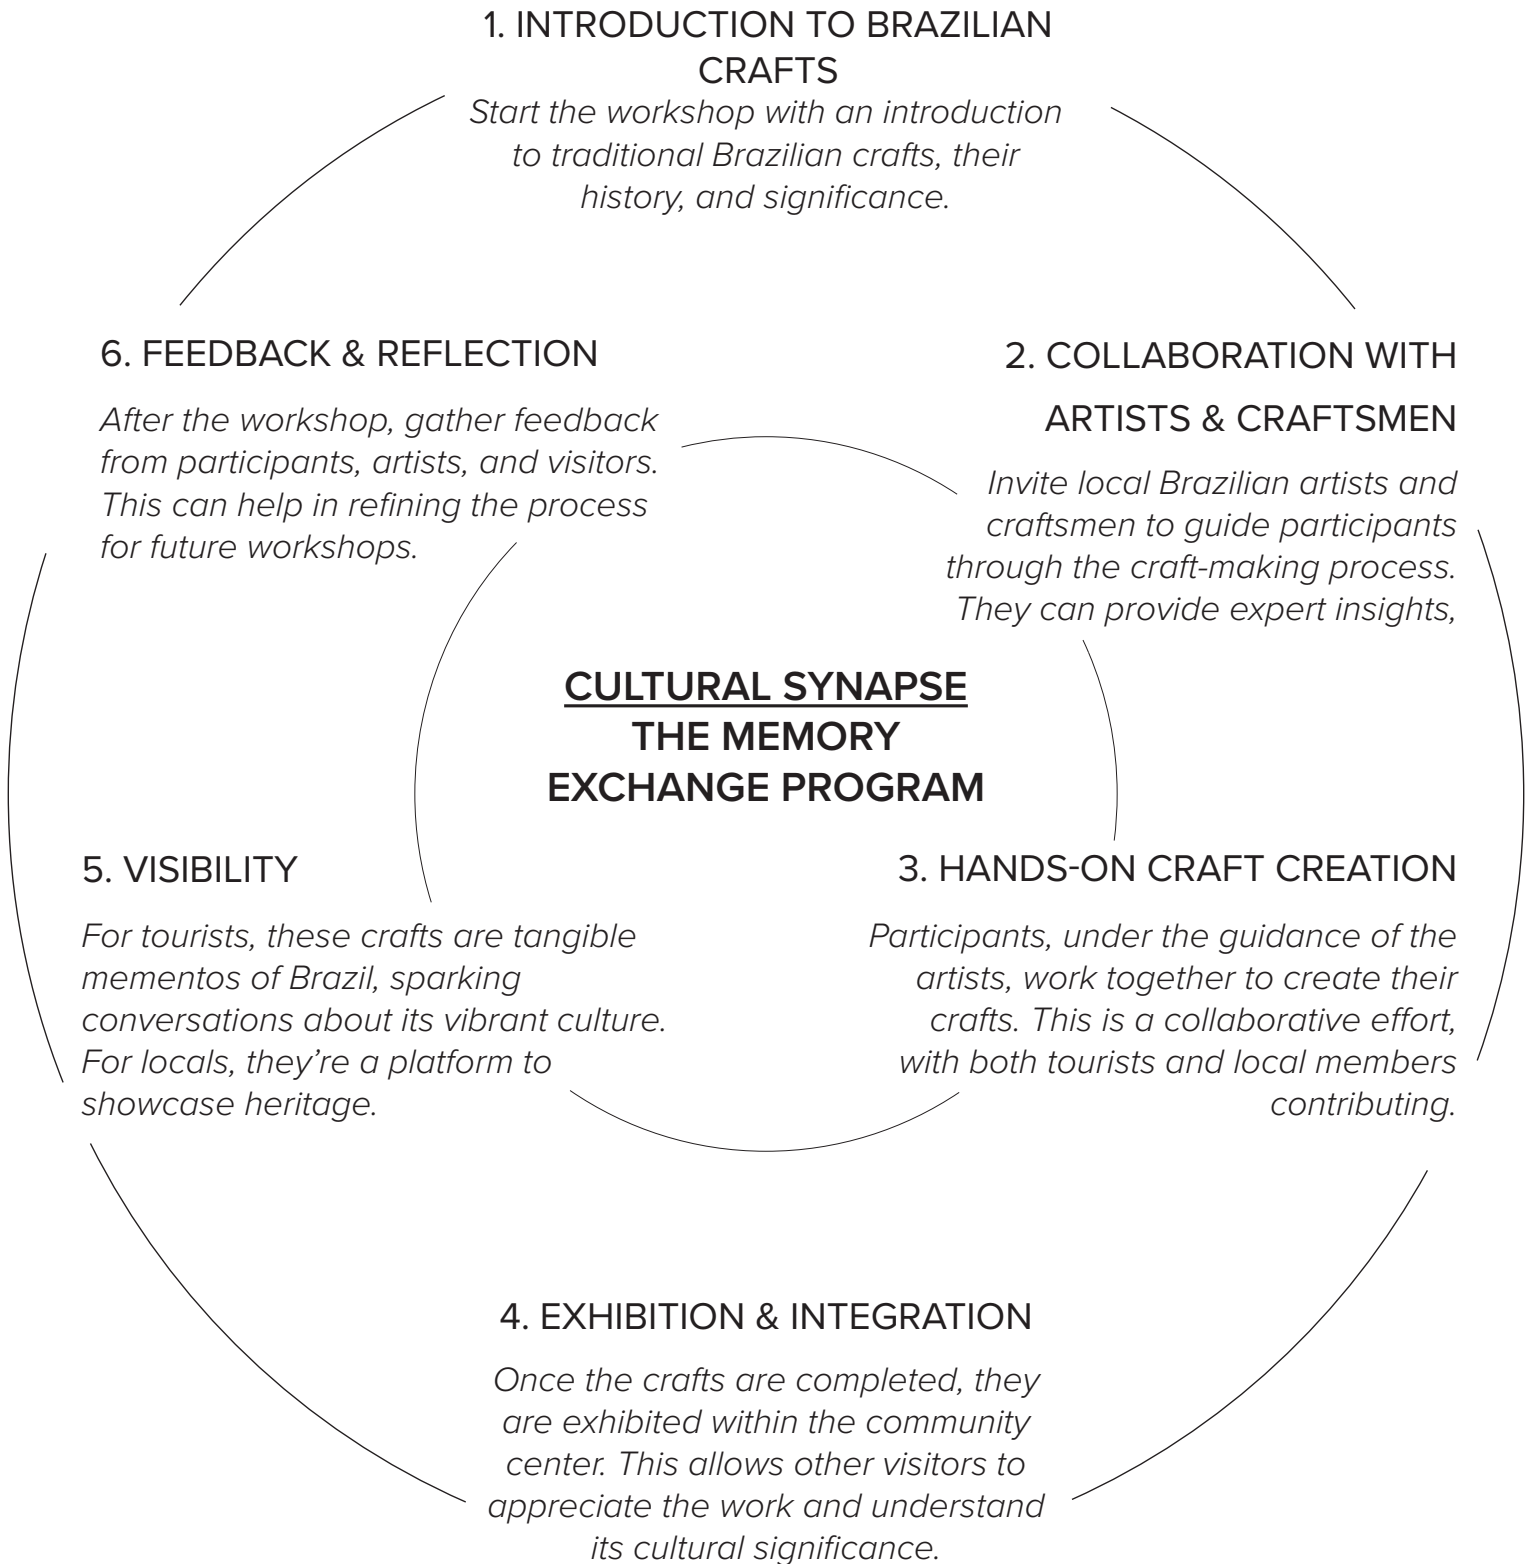 1. INTRODUCTION TO BRAZILIAN
CRAFTS
Start the workshop with an introduction
to traditional Brazilian crafts, their
history, and significance.
2. COLLABORATION WITH
ARTISTS & CRAFTSMEN
Invite local Brazilian artists and
craftsmen to guide participants
through the craft-making process.
They can provide expert insights,
3. HANDS-ON CRAFT CREATION
Participants, under the guidance of the
artists, work together to create their
crafts. This is a collaborative effort,
with both tourists and local members
contributing.
4. EXHIBITION & INTEGRATION
Once the crafts are completed, they
are exhibited within the community
center. This allows other visitors to
appreciate the work and understand
its cultural significance.
5. VISIBILITY
For tourists, these crafts are tangible
mementos of Brazil, sparking
conversations about its vibrant culture.
For locals, they’re a platform to
showcase heritage.
6. FEEDBACK & REFLECTION
After the workshop, gather feedback
from participants, artists, and visitors.
This can help in refining the process
for future workshops.
CULTURAL SYNAPSE
THE MEMORY
EXCHANGE PROGRAM